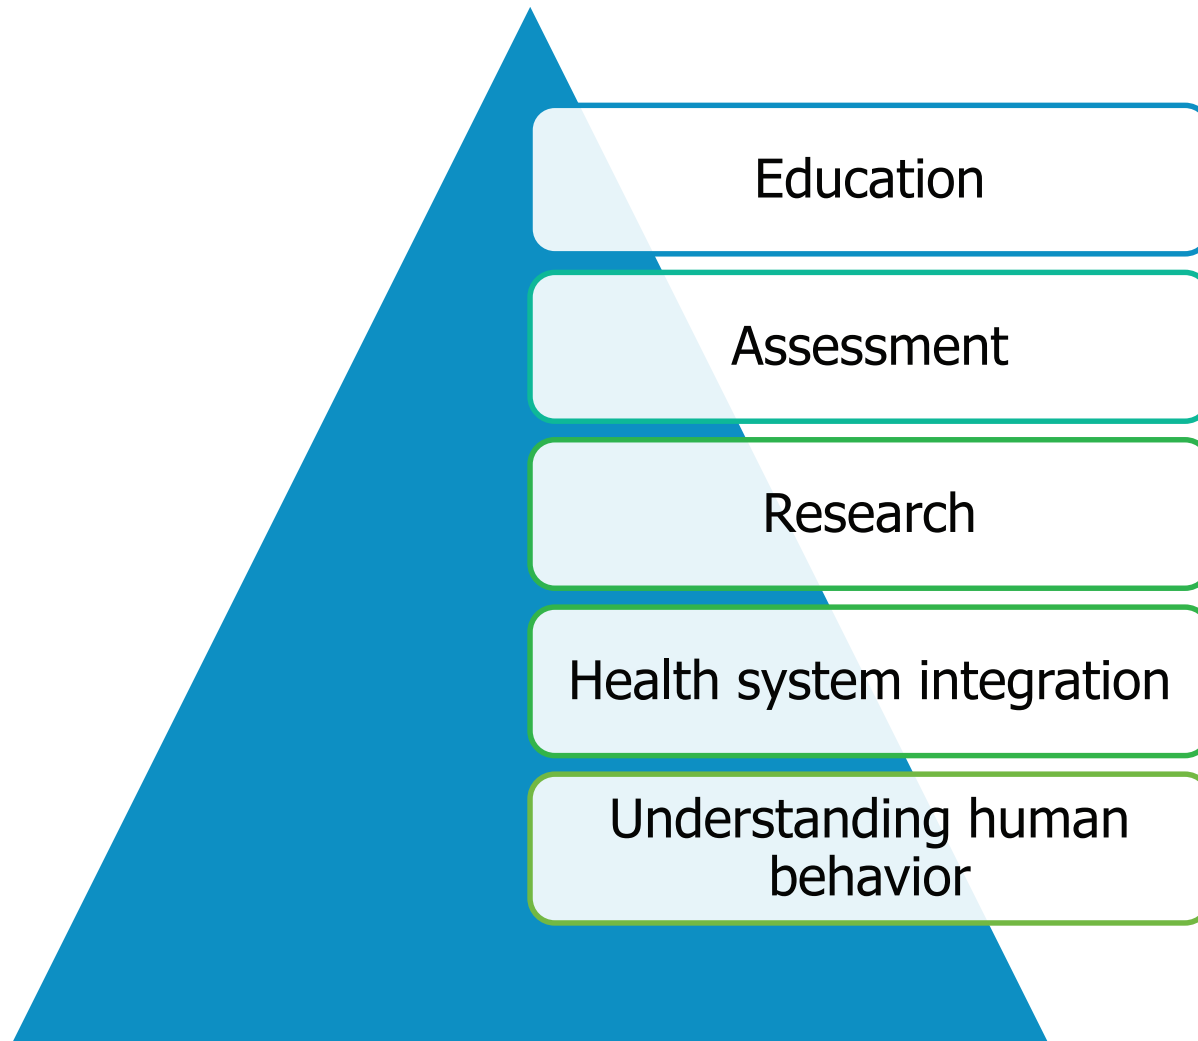 Education
Assessment
Research
Health system integration
Understanding human
behavior